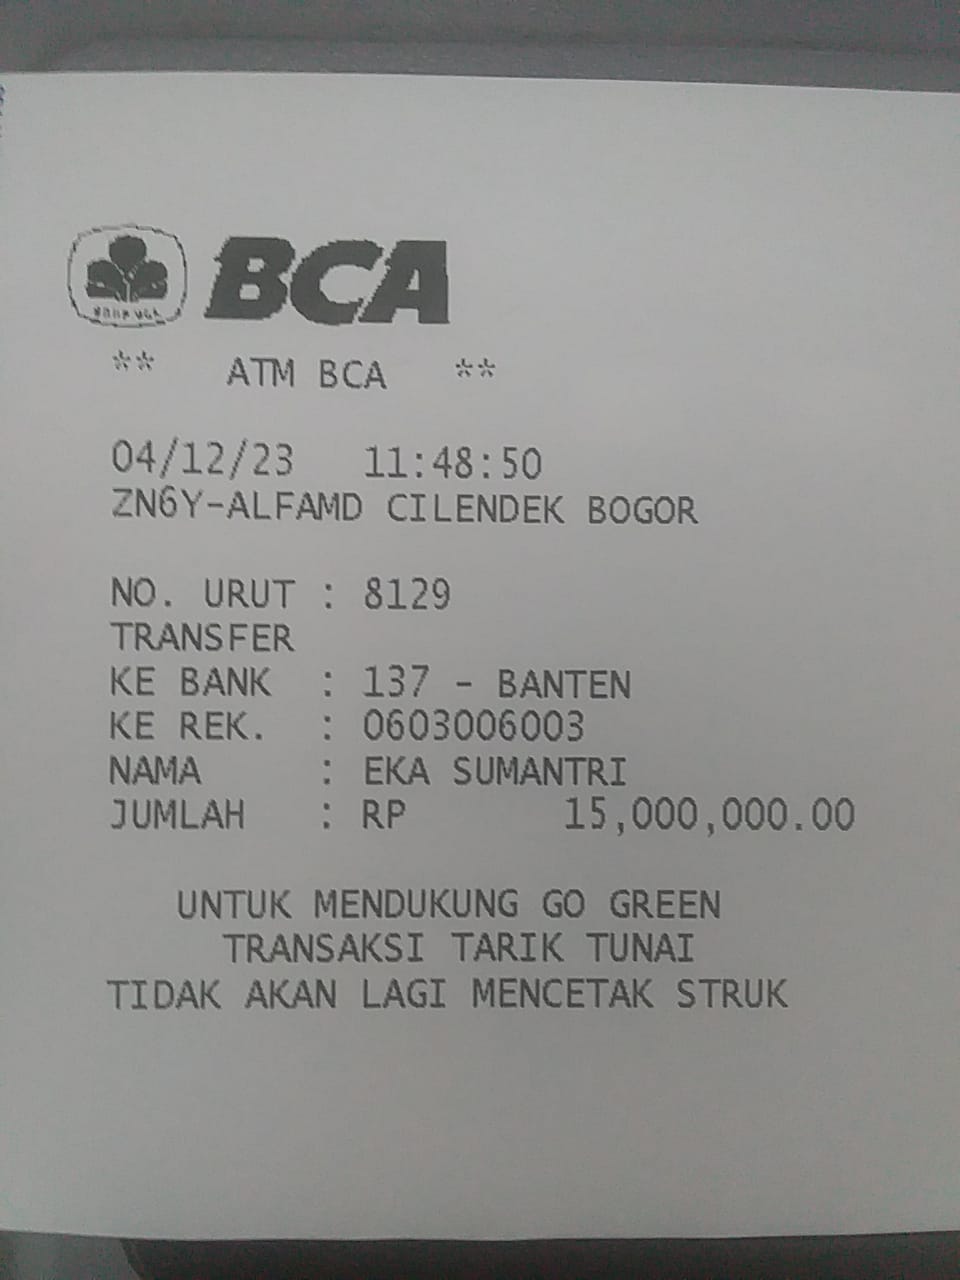 BCA
** ATM BCA **
04/12/23 11:48:50
ZN6Y-ALFAMD CILENDEK BOGOR
NO. URUT : 8129
TRANSFER
KE BANK : 137 - BANTEN
KE REK. : 0603006003
NAMA : EKA SUMANTRI
JUMLAH : RP 15,000,000.00
UNTUK MENDUKUNG GO GREEN
TRANSAKSI TARIK TUNAI
TIDAK AKAN LAGI MENCETAK STRUK